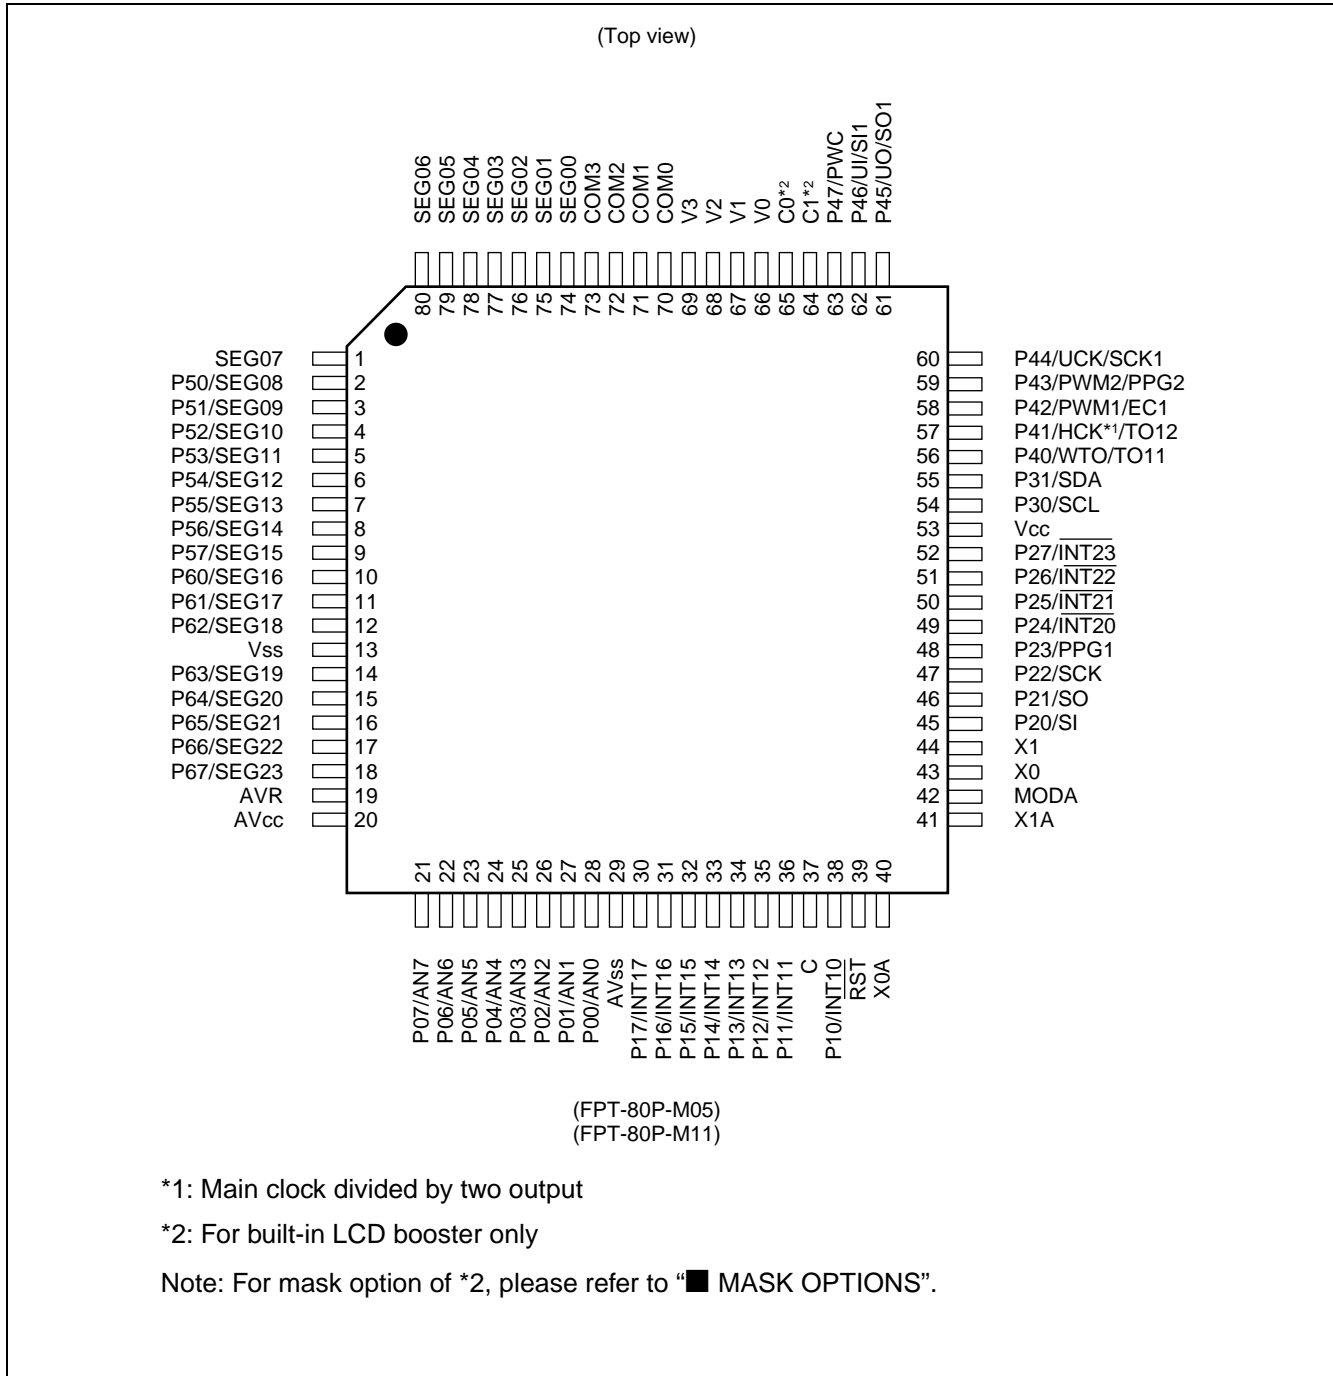 (Top view)
SEG06
SEG05
SEG04
SEG03
SEG02
SEG01
SEG00
COM3
COM2
COM1
COM0
V3
V2
V1
V0
C0*2
C1*2
P47/PWC
P46/UI/SI1
P45/UO/SO1
80 79 78 77 76 75 74 73 72 71 70 69 68 67 66 65 64 63 62 61
SEG07 1
P50/SEG08 2
P51/SEG09 3
P52/SEG10 4
P53/SEG11 5
P54/SEG12 6
P55/SEG13 7
P56/SEG14 8
P57/SEG15 9
P60/SEG16 10
P61/SEG17 11
P62/SEG18 12
Vss 13
P63/SEG19 14
P64/SEG20 15
P65/SEG21 16
P66/SEG22 17
P67/SEG23 18
AVR 19
AVcc 20
60 P44/UCK/SCK1
59 P43/PWM2/PPG2
58 P42/PWM1/EC1
57 P41/HCK*1/TO12
56 P40/WTO/TO11
55 P31/SDA
54 P30/SCL
53 Vcc
52 P27/INT23
51 P26/INT22
50 P25/INT21
49 P24/INT20
48 P23/PPG1
47 P22/SCK
46 P21/SO
45 P20/SI
44 X1
43 X0
42 MODA
41 X1A
21 22 23 24 25 26 27 28 29 30 31 32 33 34 35 36 37 38 39 40
P07/AN7
P06/AN6
P05/AN5
P04/AN4
P03/AN3
P02/AN2
P01/AN1
P00/AN0
AVss
P17/INT17
P16/INT16
P15/INT15
P14/INT14
P13/INT13
P12/INT12
P11/INT11
C
P10/INT10
RST
X0A
(FPT-80P-M05)
(FPT-80P-M11)
*1: Main clock divided by two output
*2: For built-in LCD booster only
Note: For mask option of *2, please refer to “■ MASK OPTIONS”.